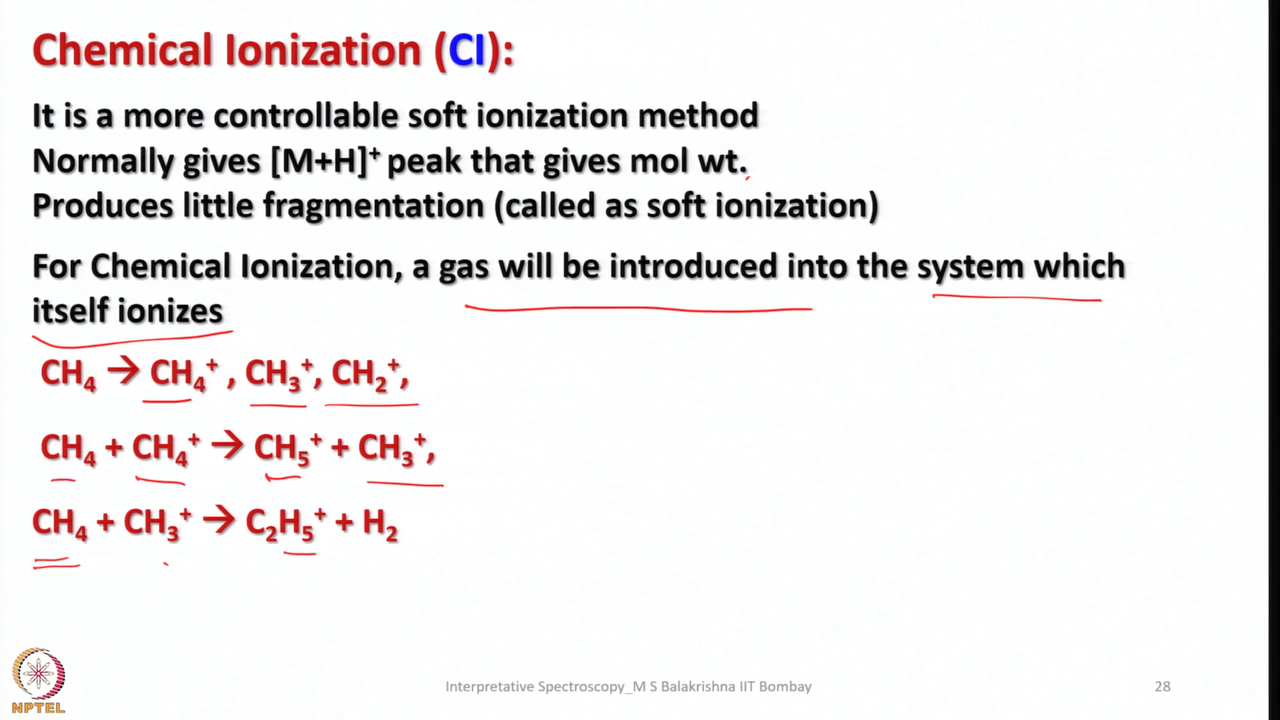 Chemical Ionization (CI):
It is a more controllable soft ionization method
Normally gives [M+H]⁺ peak that gives mol wt.
Produces little fragmentation (called as soft ionization)
For Chemical Ionization, a gas will be introduced into the system which
itself ionizes
CH₄ → CH₄⁺ , CH₃⁺, CH₂⁺,
CH₄ + CH₄⁺ → CH₅⁺ + CH₃⁺,
CH₄ + CH₃⁺ → C₂H₅⁺ + H₂
NPTEL
Interpretative Spectroscopy_M S Balakrishna IIT Bombay
28